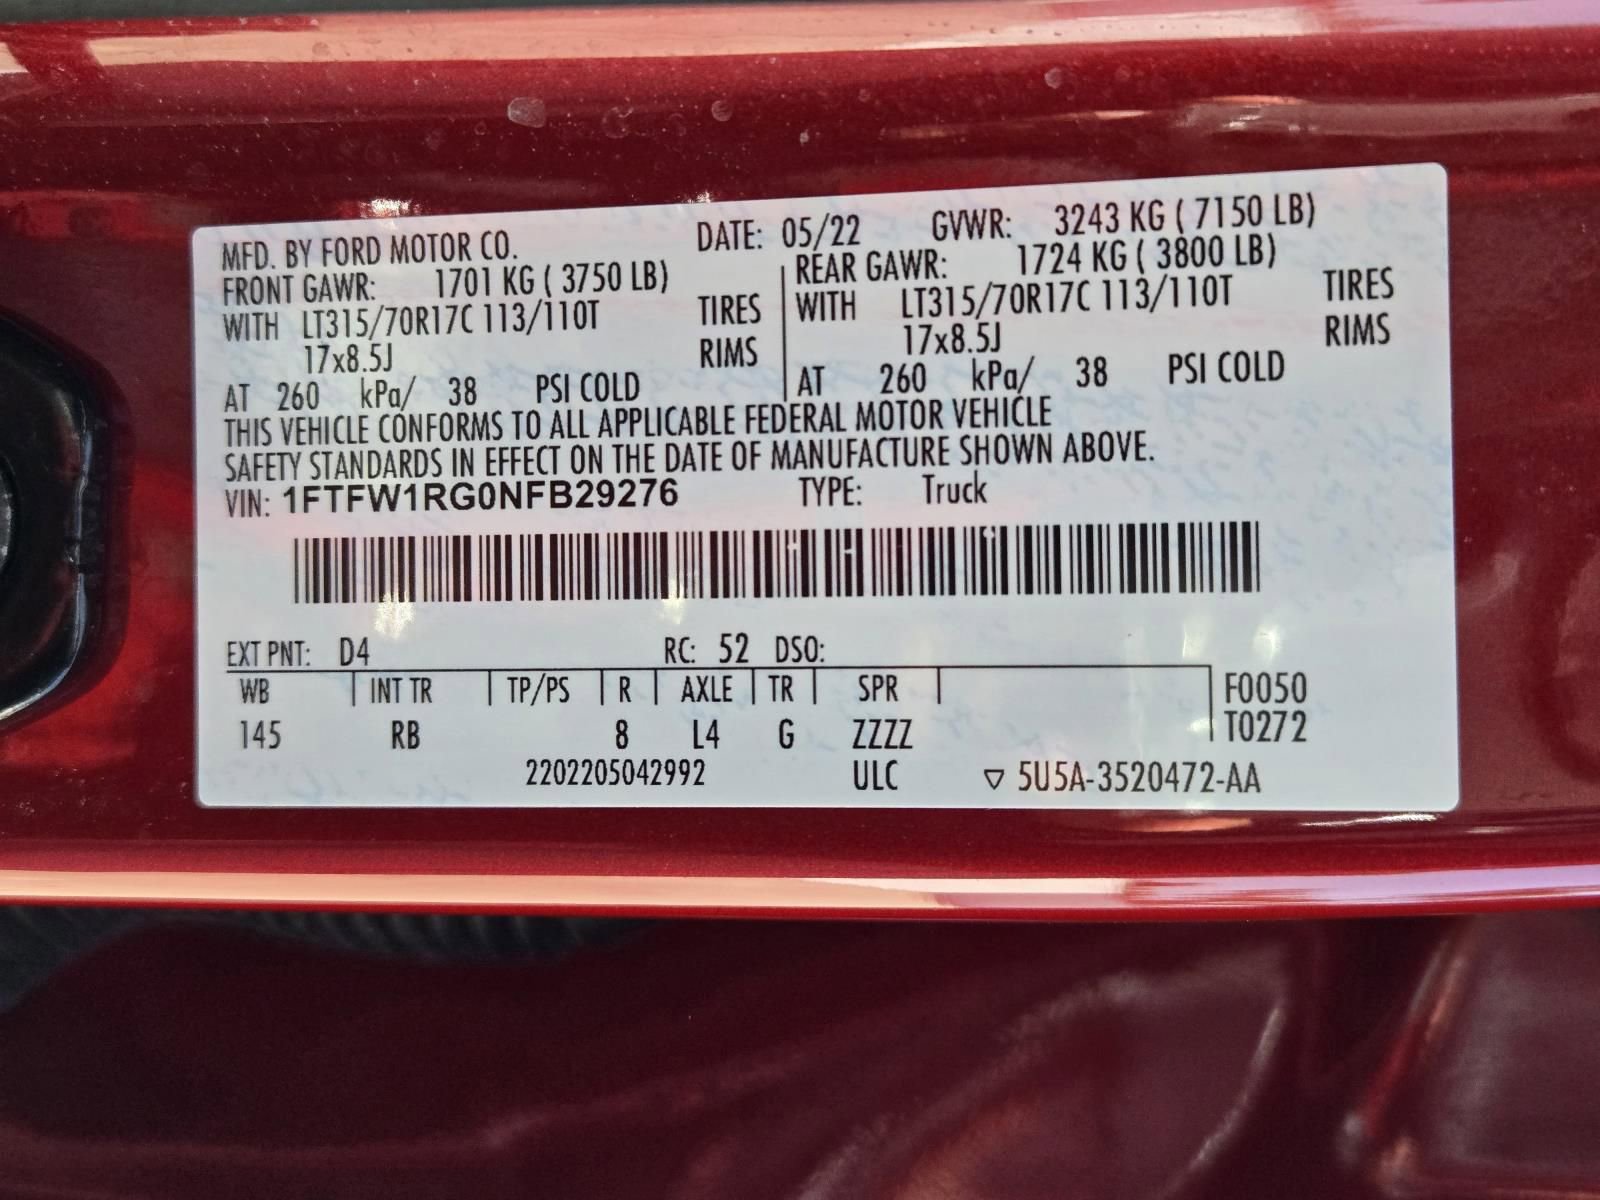 MFD. BY FORD MOTOR CO. DATE: 05/22 GVWR: 3243 KG ( 7150 LB)
FRONT GAWR: 1701 KG ( 3750 LB) REAR GAWR: 1724 KG ( 3800 LB)
WITH LT315/70R17C 113/110T TIRES WITH LT315/70R17C 113/110T TIRES
17x8.5J RIMS 17x8.5J RIMS
AT 260 kPa/ 38 PSI COLD AT 260 kPa/ 38 PSI COLD
THIS VEHICLE CONFORMS TO ALL APPLICABLE FEDERAL MOTOR VEHICLE
SAFETY STANDARDS IN EFFECT ON THE DATE OF MANUFACTURE SHOWN ABOVE.
VIN: 1FTFW1RG0NFB29276 TYPE: Truck
EXT PNT: D4 RC: 52 DSO:
WB INT TR TP/PS R AXLE TR SPR F0050
145 RB 8 L4 G ZZZZ T0272
2202205042992 ULC ▽ 5U5A-3520472-AA